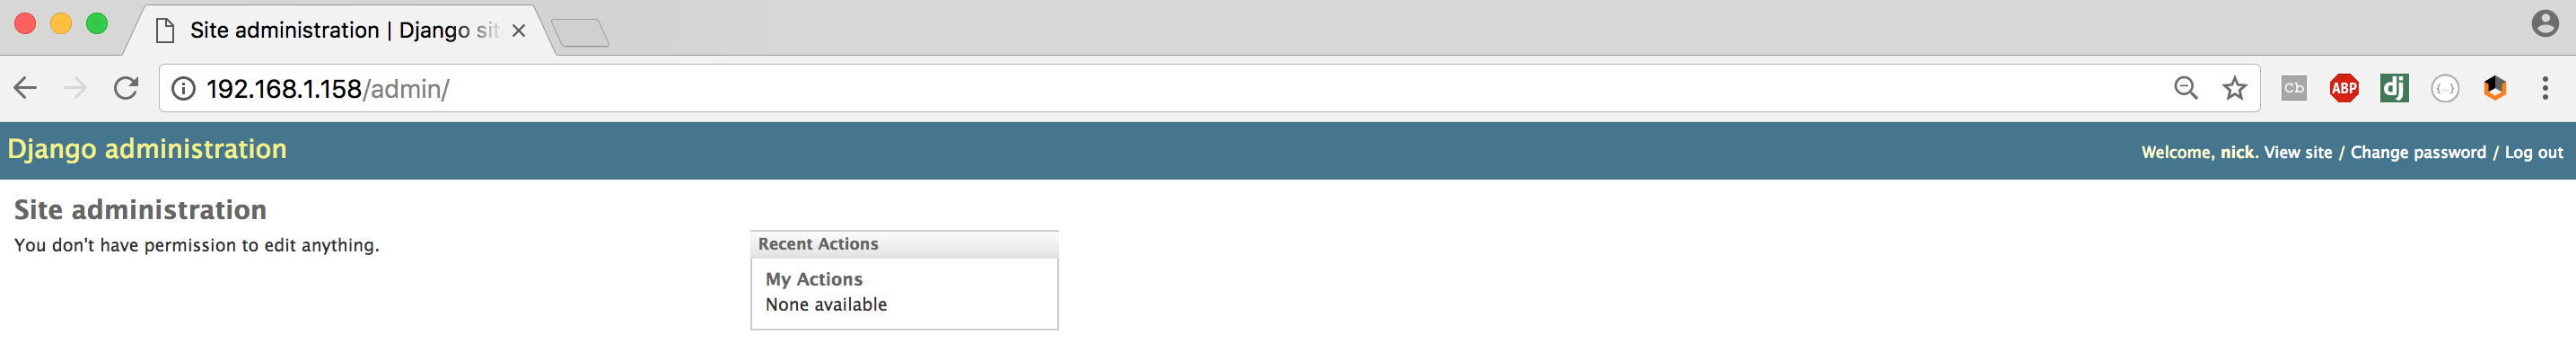 Site administration | Django sit
192.168.1.158/admin/
Cb
ABP
dj
{...}
Django administration
Welcome, nick. View site / Change password / Log out
Site administration
You don't have permission to edit anything.
Recent Actions
My Actions
None available